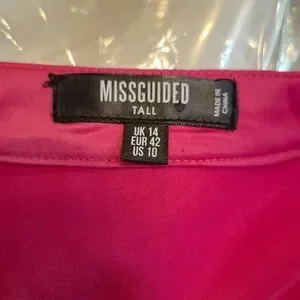 MISSGUIDED
TALL
MADE IN
CHINA
UK 14
EUR 42
US 10